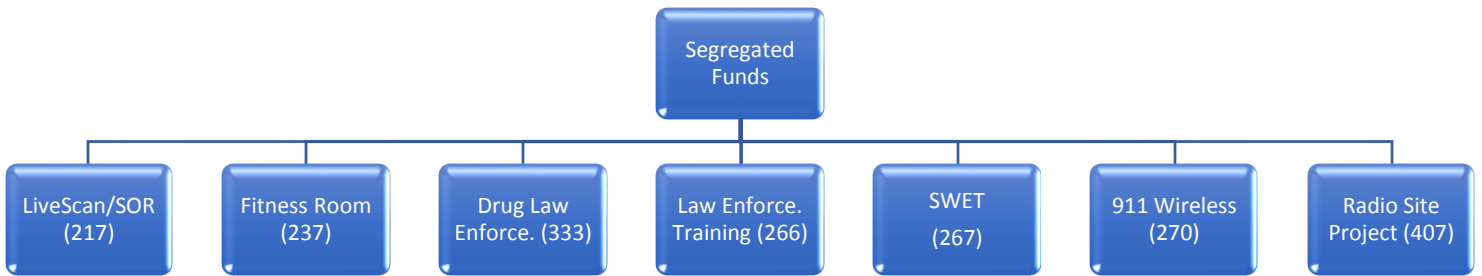 Segregated
Funds
LiveScan/SOR
(217)
Fitness Room
(237)
Drug Law
Enforce. (333)
Law Enforce.
Training (266)
SWET
(267)
911 Wireless
(270)
Radio Site
Project (407)